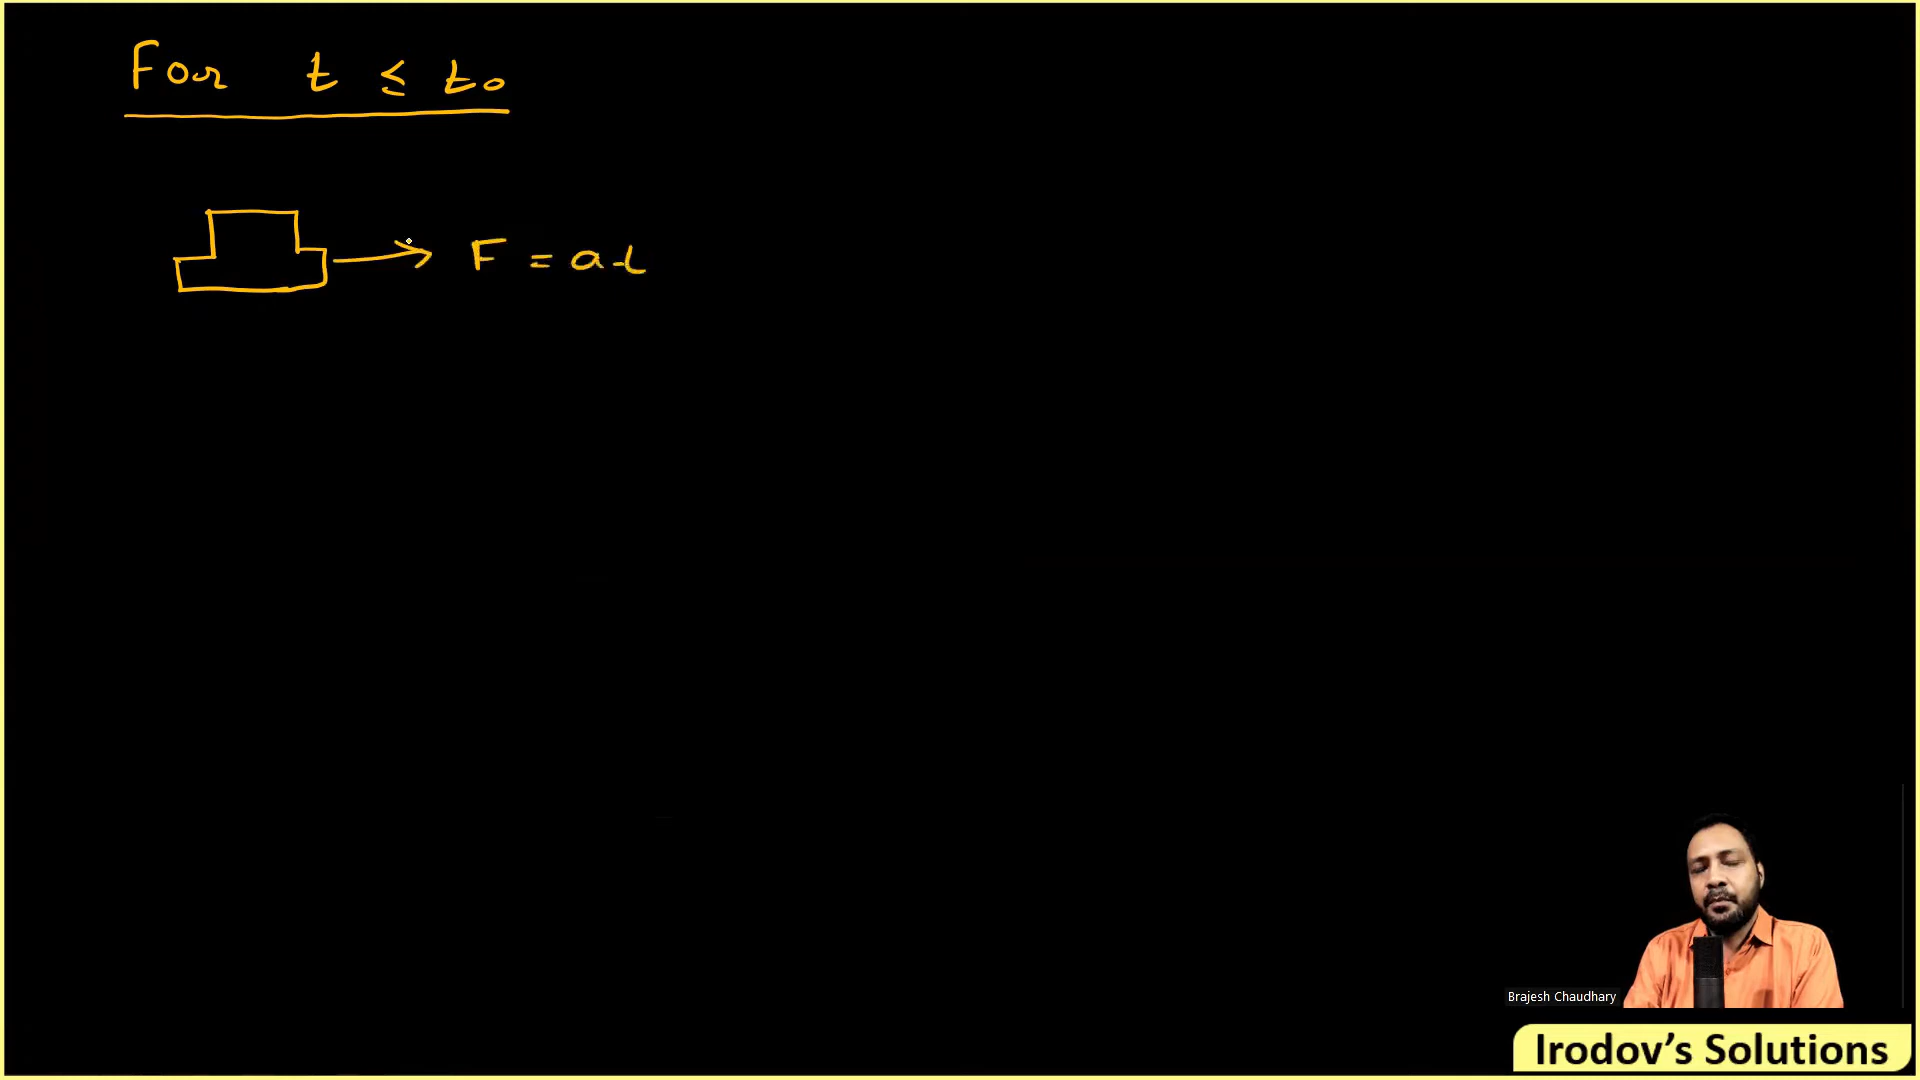 For t ≤ t₀
F = at
Brajesh Chaudhary
Irodov's Solutions